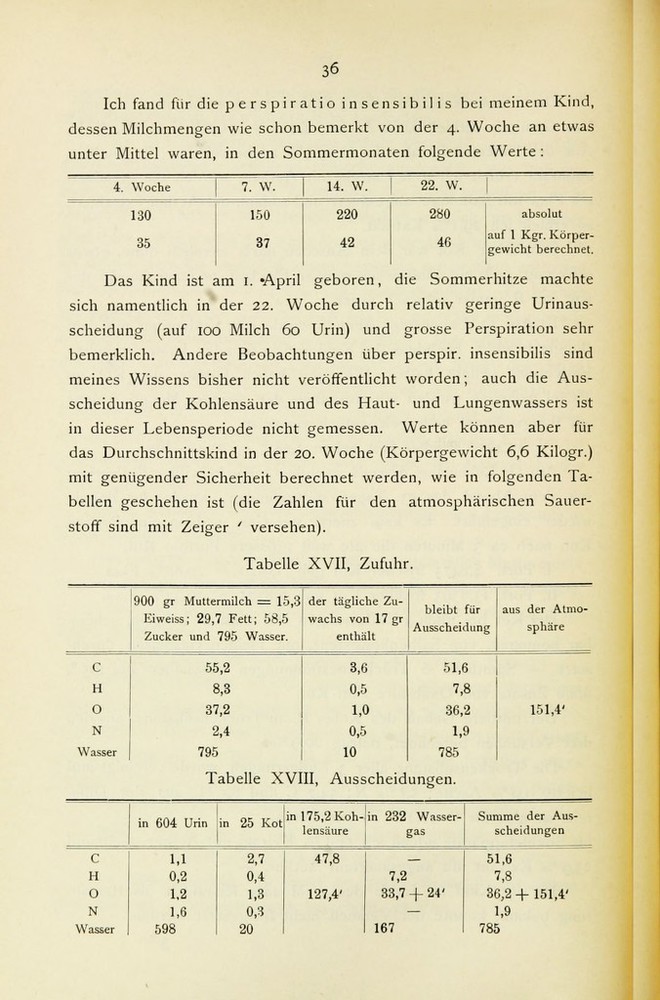 36
Ich fand für die perspiratio insensibilis bei meinem Kind,
dessen Milchmengen wie schon bemerkt von der 4. Woche an etwas
unter Mittel waren, in den Sommermonaten folgende Werte:
4. Woche 7. W. 14. W. 22. W.
130 150 220 280 absolut
35 37 42 46 auf 1 Kgr. Körper-
gewicht berechnet.
Das Kind ist am 1. April geboren, die Sommerhitze machte
sich namentlich in der 22. Woche durch relativ geringe Urinaus-
scheidung (auf 100 Milch 60 Urin) und grosse Perspiration sehr
bemerklich. Andere Beobachtungen über perspir. insensibilis sind
meines Wissens bisher nicht veröffentlicht worden; auch die Aus-
scheidung der Kohlensäure und des Haut- und Lungenwassers ist
in dieser Lebensperiode nicht gemessen. Werte können aber für
das Durchschnittskind in der 20. Woche (Körpergewicht 6,6 Kilogr.)
mit genügender Sicherheit berechnet werden, wie in folgenden Ta-
bellen geschehen ist (die Zahlen für den atmosphärischen Sauer-
stoff sind mit Zeiger ′ versehen).
Tabelle XVII, Zufuhr.
900 gr Muttermilch = 15,3
Eiweiss; 29,7 Fett; 58,5
Zucker und 795 Wasser.
der tägliche Zu-
wachs von 17 gr
enthält
bleibt für
Ausscheidung
aus der Atmo-
sphäre
C 55,2 3,6 51,6
H 8,3 0,5 7,8
O 37,2 1,0 36,2 151,4′
N 2,4 0,5 1,9
Wasser 795 10 785
Tabelle XVIII, Ausscheidungen.
in 604 Urin
in 25 Kot
in 175,2 Koh-
lensäure
in 232 Wasser-
gas
Summe der Aus-
scheidungen
C 1,1 2,7 47,8 — 51,6
H 0,2 0,4 7,2 7,8
O 1,2 1,3 127,4′ 33,7 + 24′ 36,2 + 151,4′
N 1,6 0,3 — 1,9
Wasser 598 20 167 785